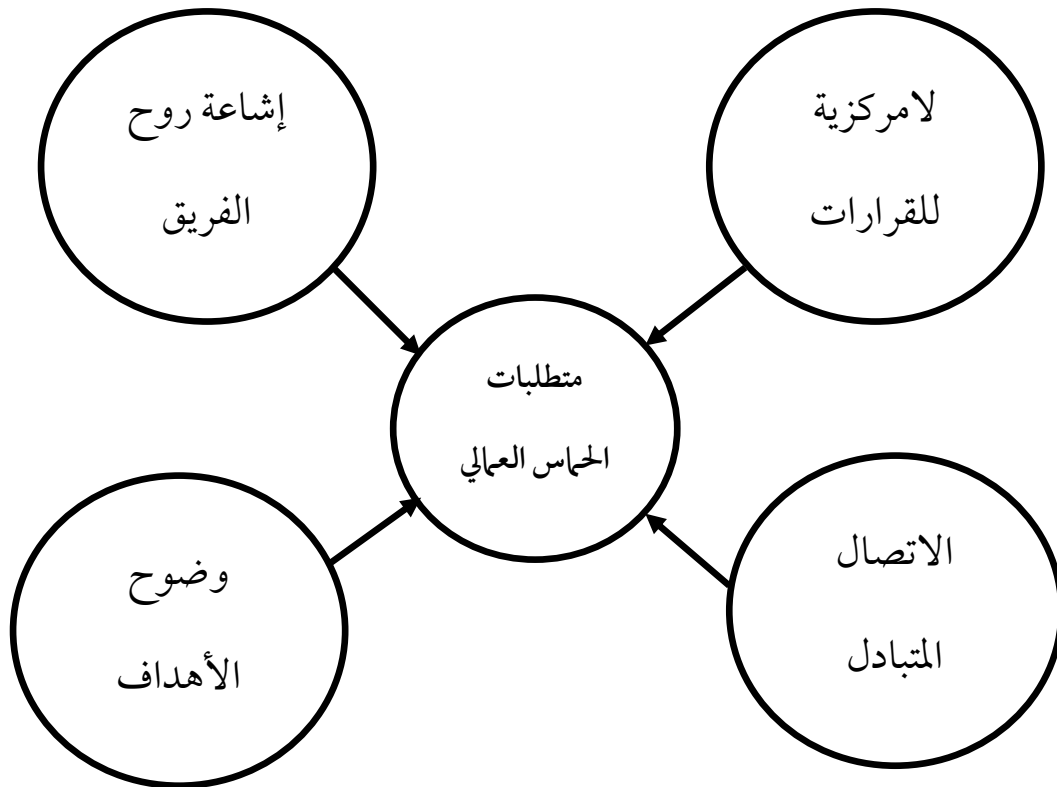 لامركزية
للقرارات
إشاعة روح
الفريق
متطلبات
الحماس العمالي
الاتصال
المتبادل
وضوح
الأهداف